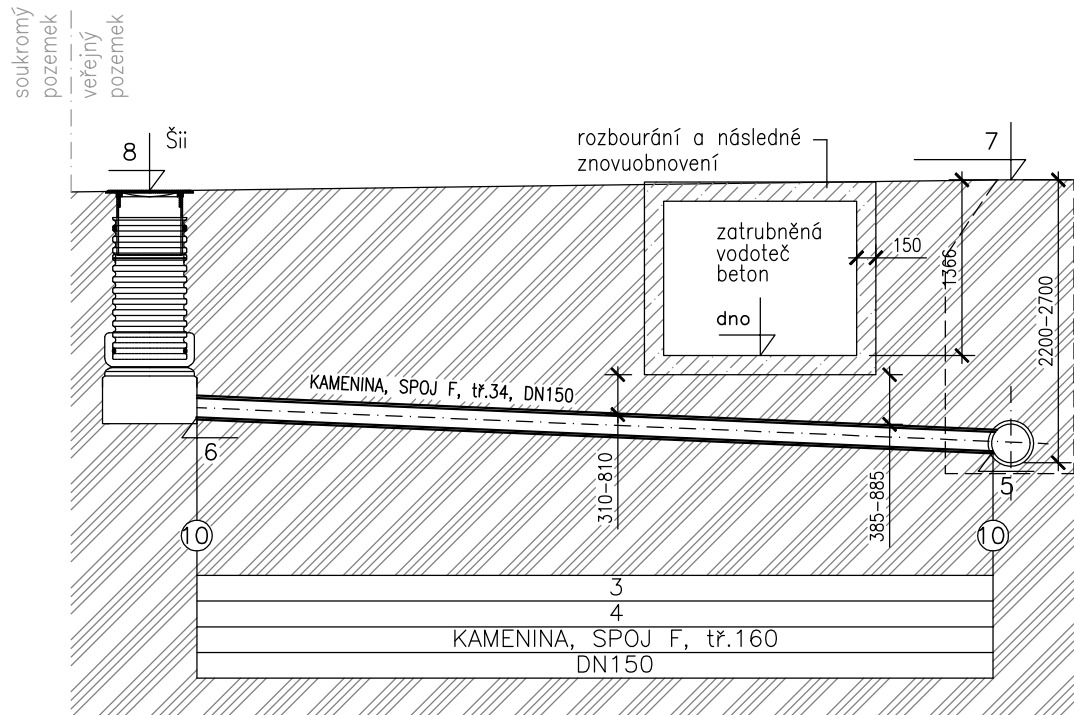 soukromý
pozemek
veřejný
pozemek
8
Šii
rozbourání a následné
znovuobnovení
7
zatrubněná
vodoteč
beton
150
1366
dno
2200-2700
KAMENINA, SPOJ F, tř.34, DN150
6
310-810
385-885
5
10
10
3
4
KAMENINA, SPOJ F, tř.160
DN150